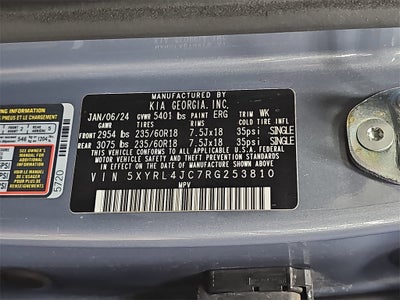 MANUFACTURED BY
KIA GEORGIA, INC.
JAN/06/24 GVWR 5401 lbs PAINT ERG TRIM WK
GAWR TIRES RIMS COLD TIRE INFL.
FRONT 2954 lbs 235/60R18 7.5Jx18 35psi SINGLE
REAR 3075 lbs 235/60R18 7.5Jx18 35psi SINGLE
THIS VEHICLE CONFORMS TO ALL APPLICABLE U.S.A. FEDERAL
MOTOR VEHICLE SAFETY AND THEFT PREVENTION STANDARDS IN
EFFECT ON THE DATE OF MANUFACTURE SHOWN ABOVE.
VIN 5XYRL4JC7RG253810
MPV
2
5
5720